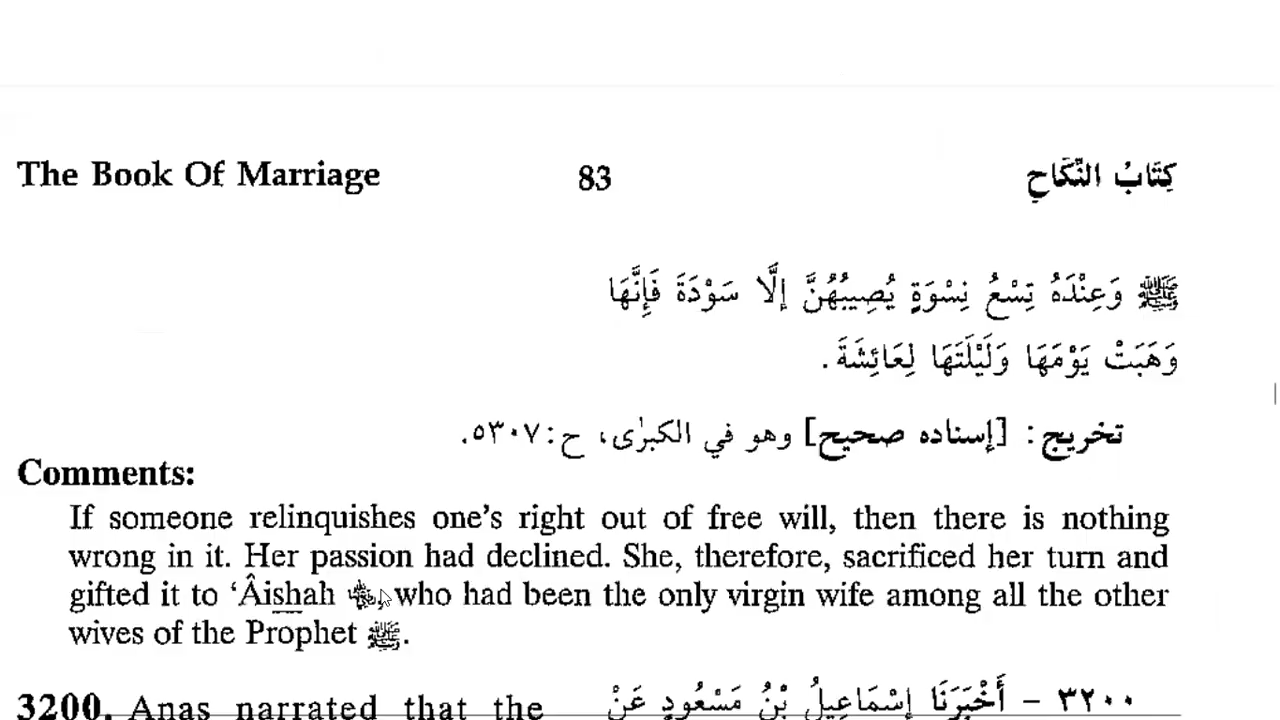 The Book Of Marriage 83 كِتَابُ النِّكَاحِ
ﷺ وَعِنْدَهُ تِسْعُ نِسْوَةٍ يُصِيبُهُنَّ إِلَّا سَوْدَةَ فَإِنَّهَا
وَهَبَتْ يَوْمَهَا وَلَيْلَتَهَا لِعَائِشَةَ.
تخريج: [إسناده صحيح] وهو في الكبرٰى، ح:٥٣٠٧.
Comments:
If someone relinquishes one’s right out of free will, then there is nothing
wrong in it. Her passion had declined. She, therefore, sacrificed her turn and
gifted it to ‘Âishah who had been the only virgin wife among all the other
wives of the Prophet ﷺ.
3200. Anas narrated that the ٣٢٠٠ - أَخْبَرَنَا إِسْمَاعِيلُ بْنُ مَسْعُودٍ عَنْ